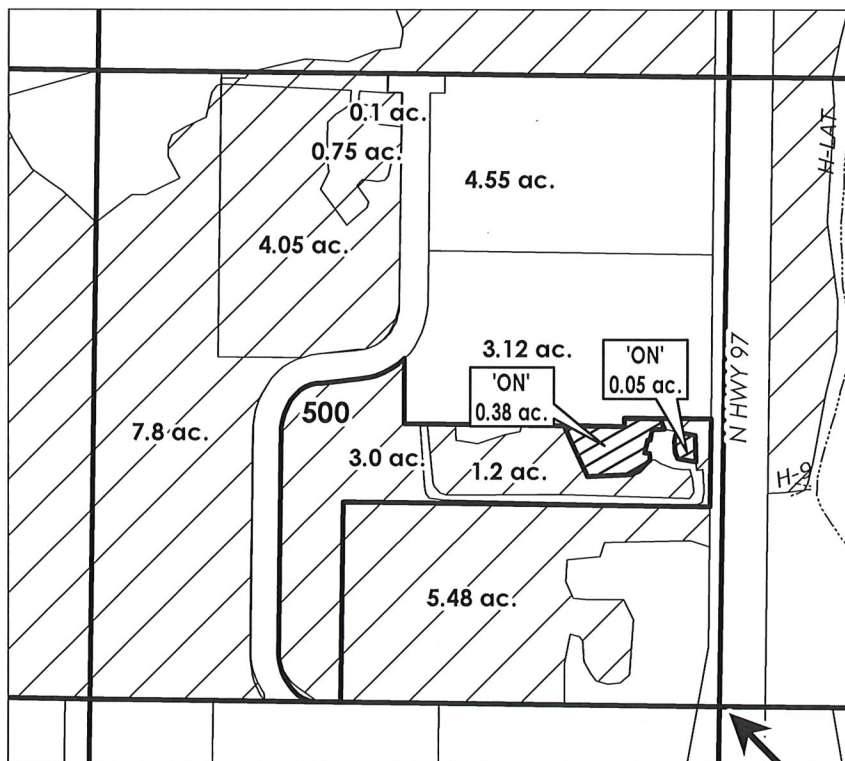 0.1 ac.
0.75 ac.
4.55 ac.
H-LAT
4.05 ac.
3.12 ac.
'ON'
0.05 ac.
N HWY 97
'ON'
0.38 ac.
500
7.8 ac.
3.0 ac.
1.2 ac.
H-9
5.48 ac.